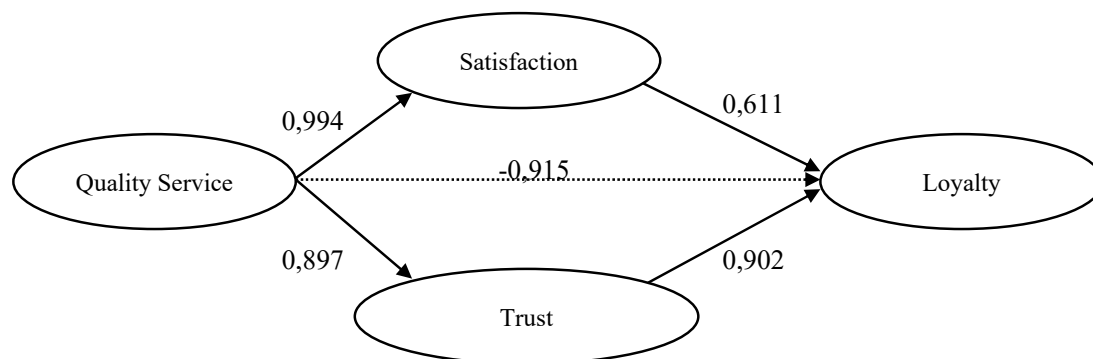 Satisfaction
0,994
0,611
-0,915
Quality Service
Loyalty
0,897
0,902
Trust